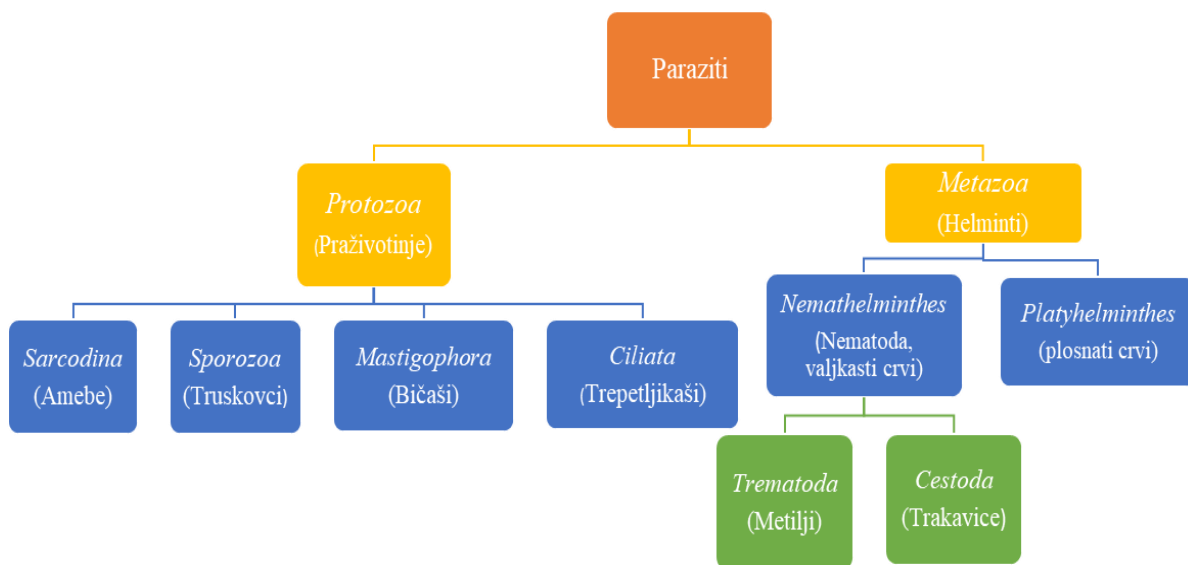 Paraziti
Protozoa
(Praživotinje)
Metazoa
(Helminti)
Sarcodina
(Amebe)
Sporozoa
(Truskovci)
Mastigophora
(Bičaši)
Ciliata
(Trepetljikaši)
Nemathelminthes
(Nematoda,
valjkasti crvi)
Platyhelminthes
(plosnati crvi)
Trematoda
(Metilji)
Cestoda
(Trakavice)